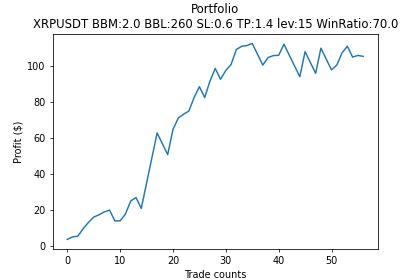 Portfolio
XRPUSDT BBM:2.0 BBL:260 SL:0.6 TP:1.4 lev:15 WinRatio:70.0
100
80
60
40
20
0
Profit ($)
0 10 20 30 40 50
Trade counts